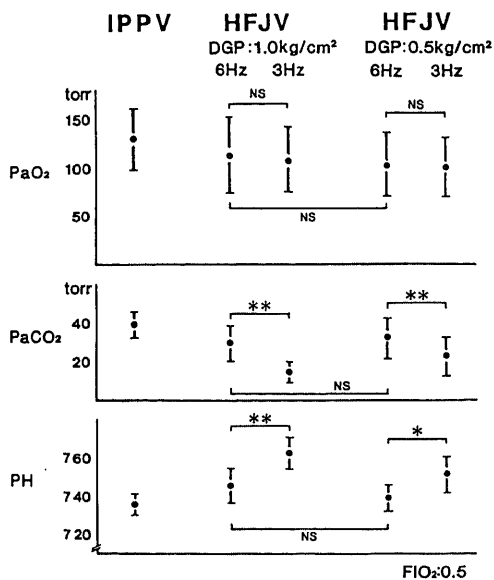 IPPV HFJV HFJV
DGP:1.0kg/cm² DGP:0.5kg/cm²
6Hz 3Hz 6Hz 3Hz
torr
NS NS
150
PaO₂ 100
50
NS
torr
** **
PaCO₂ 40
20
NS
** *
760
PH 740
720
NS
FIO₂:0.5